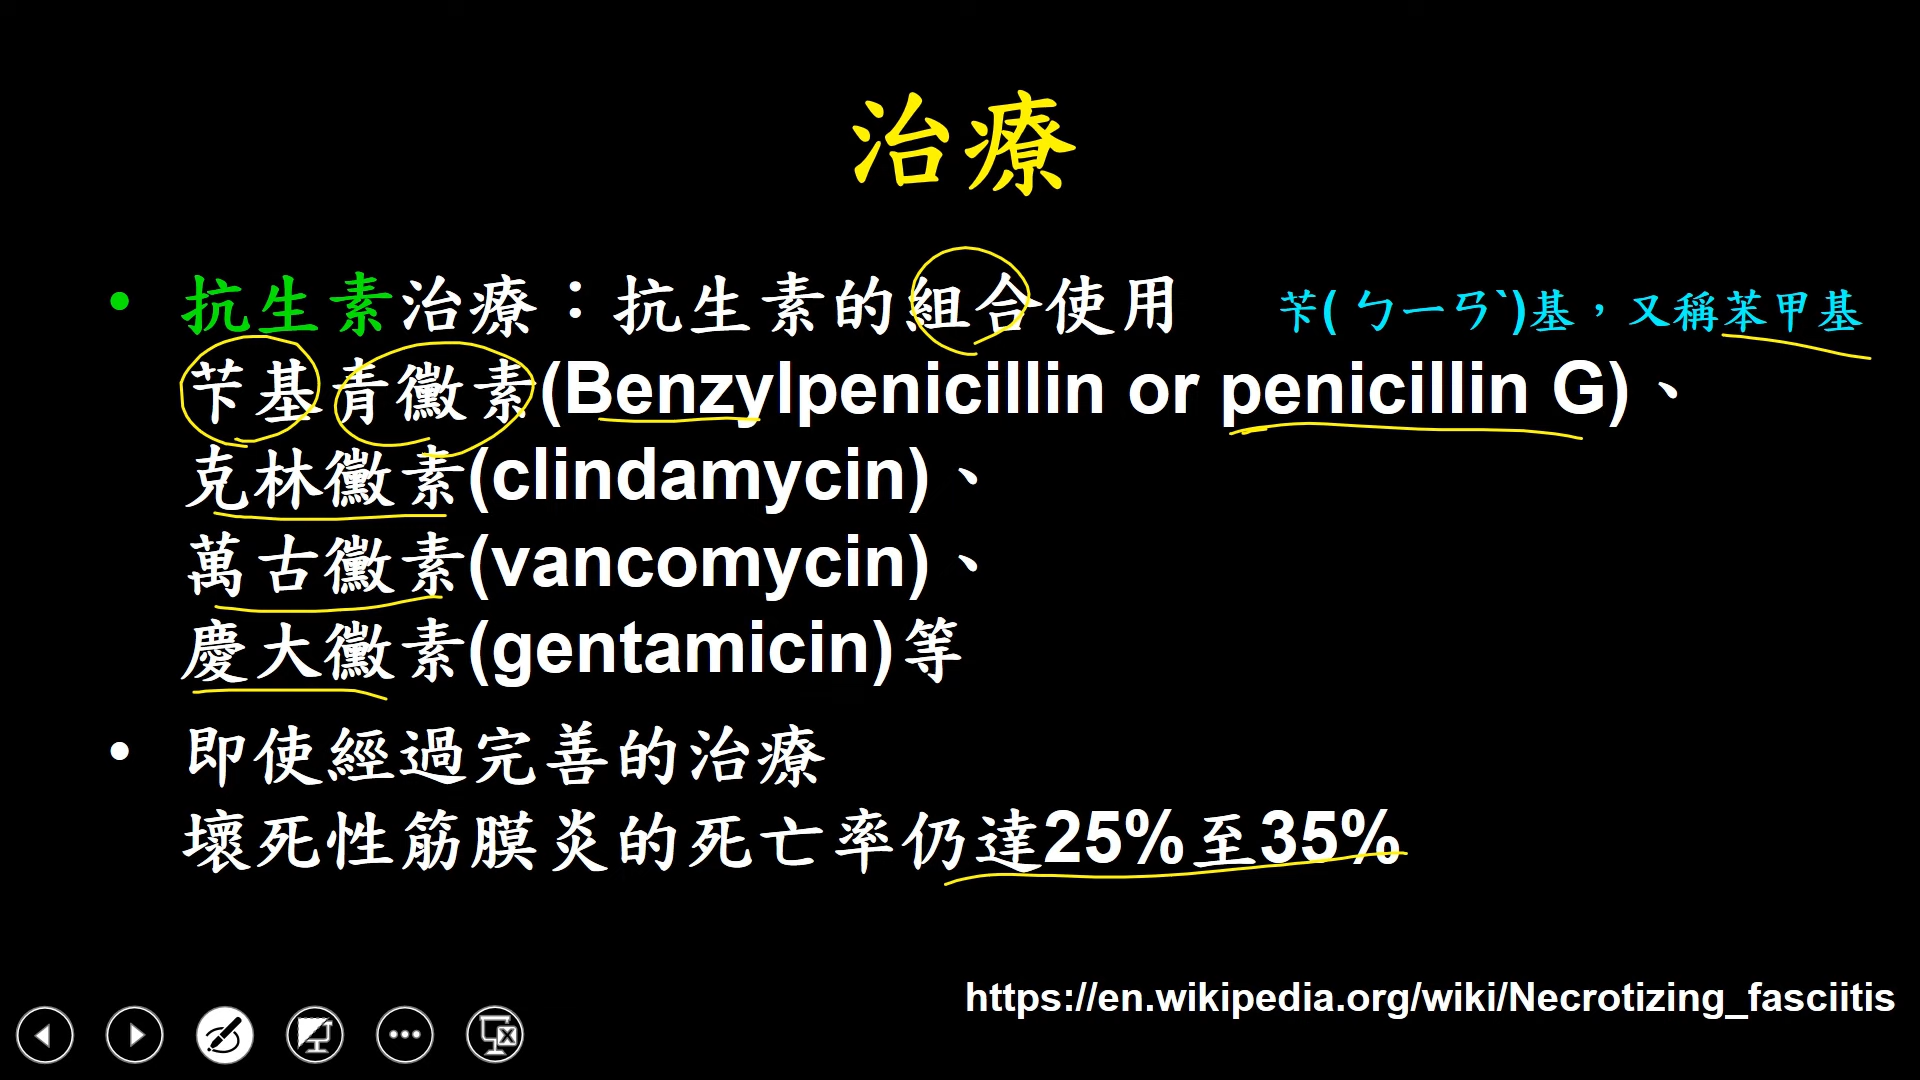 治療
• 抗生素治療：抗生素的組合使用 苄(ㄅㄧㄢˋ)基，又稱苯甲基
苄基青黴素(Benzylpenicillin or penicillin G)、
克林黴素(clindamycin)、
萬古黴素(vancomycin)、
慶大黴素(gentamicin)等
• 即使經過完善的治療
壞死性筋膜炎的死亡率仍達25%至35%
https://en.wikipedia.org/wiki/Necrotizing_fasciitis